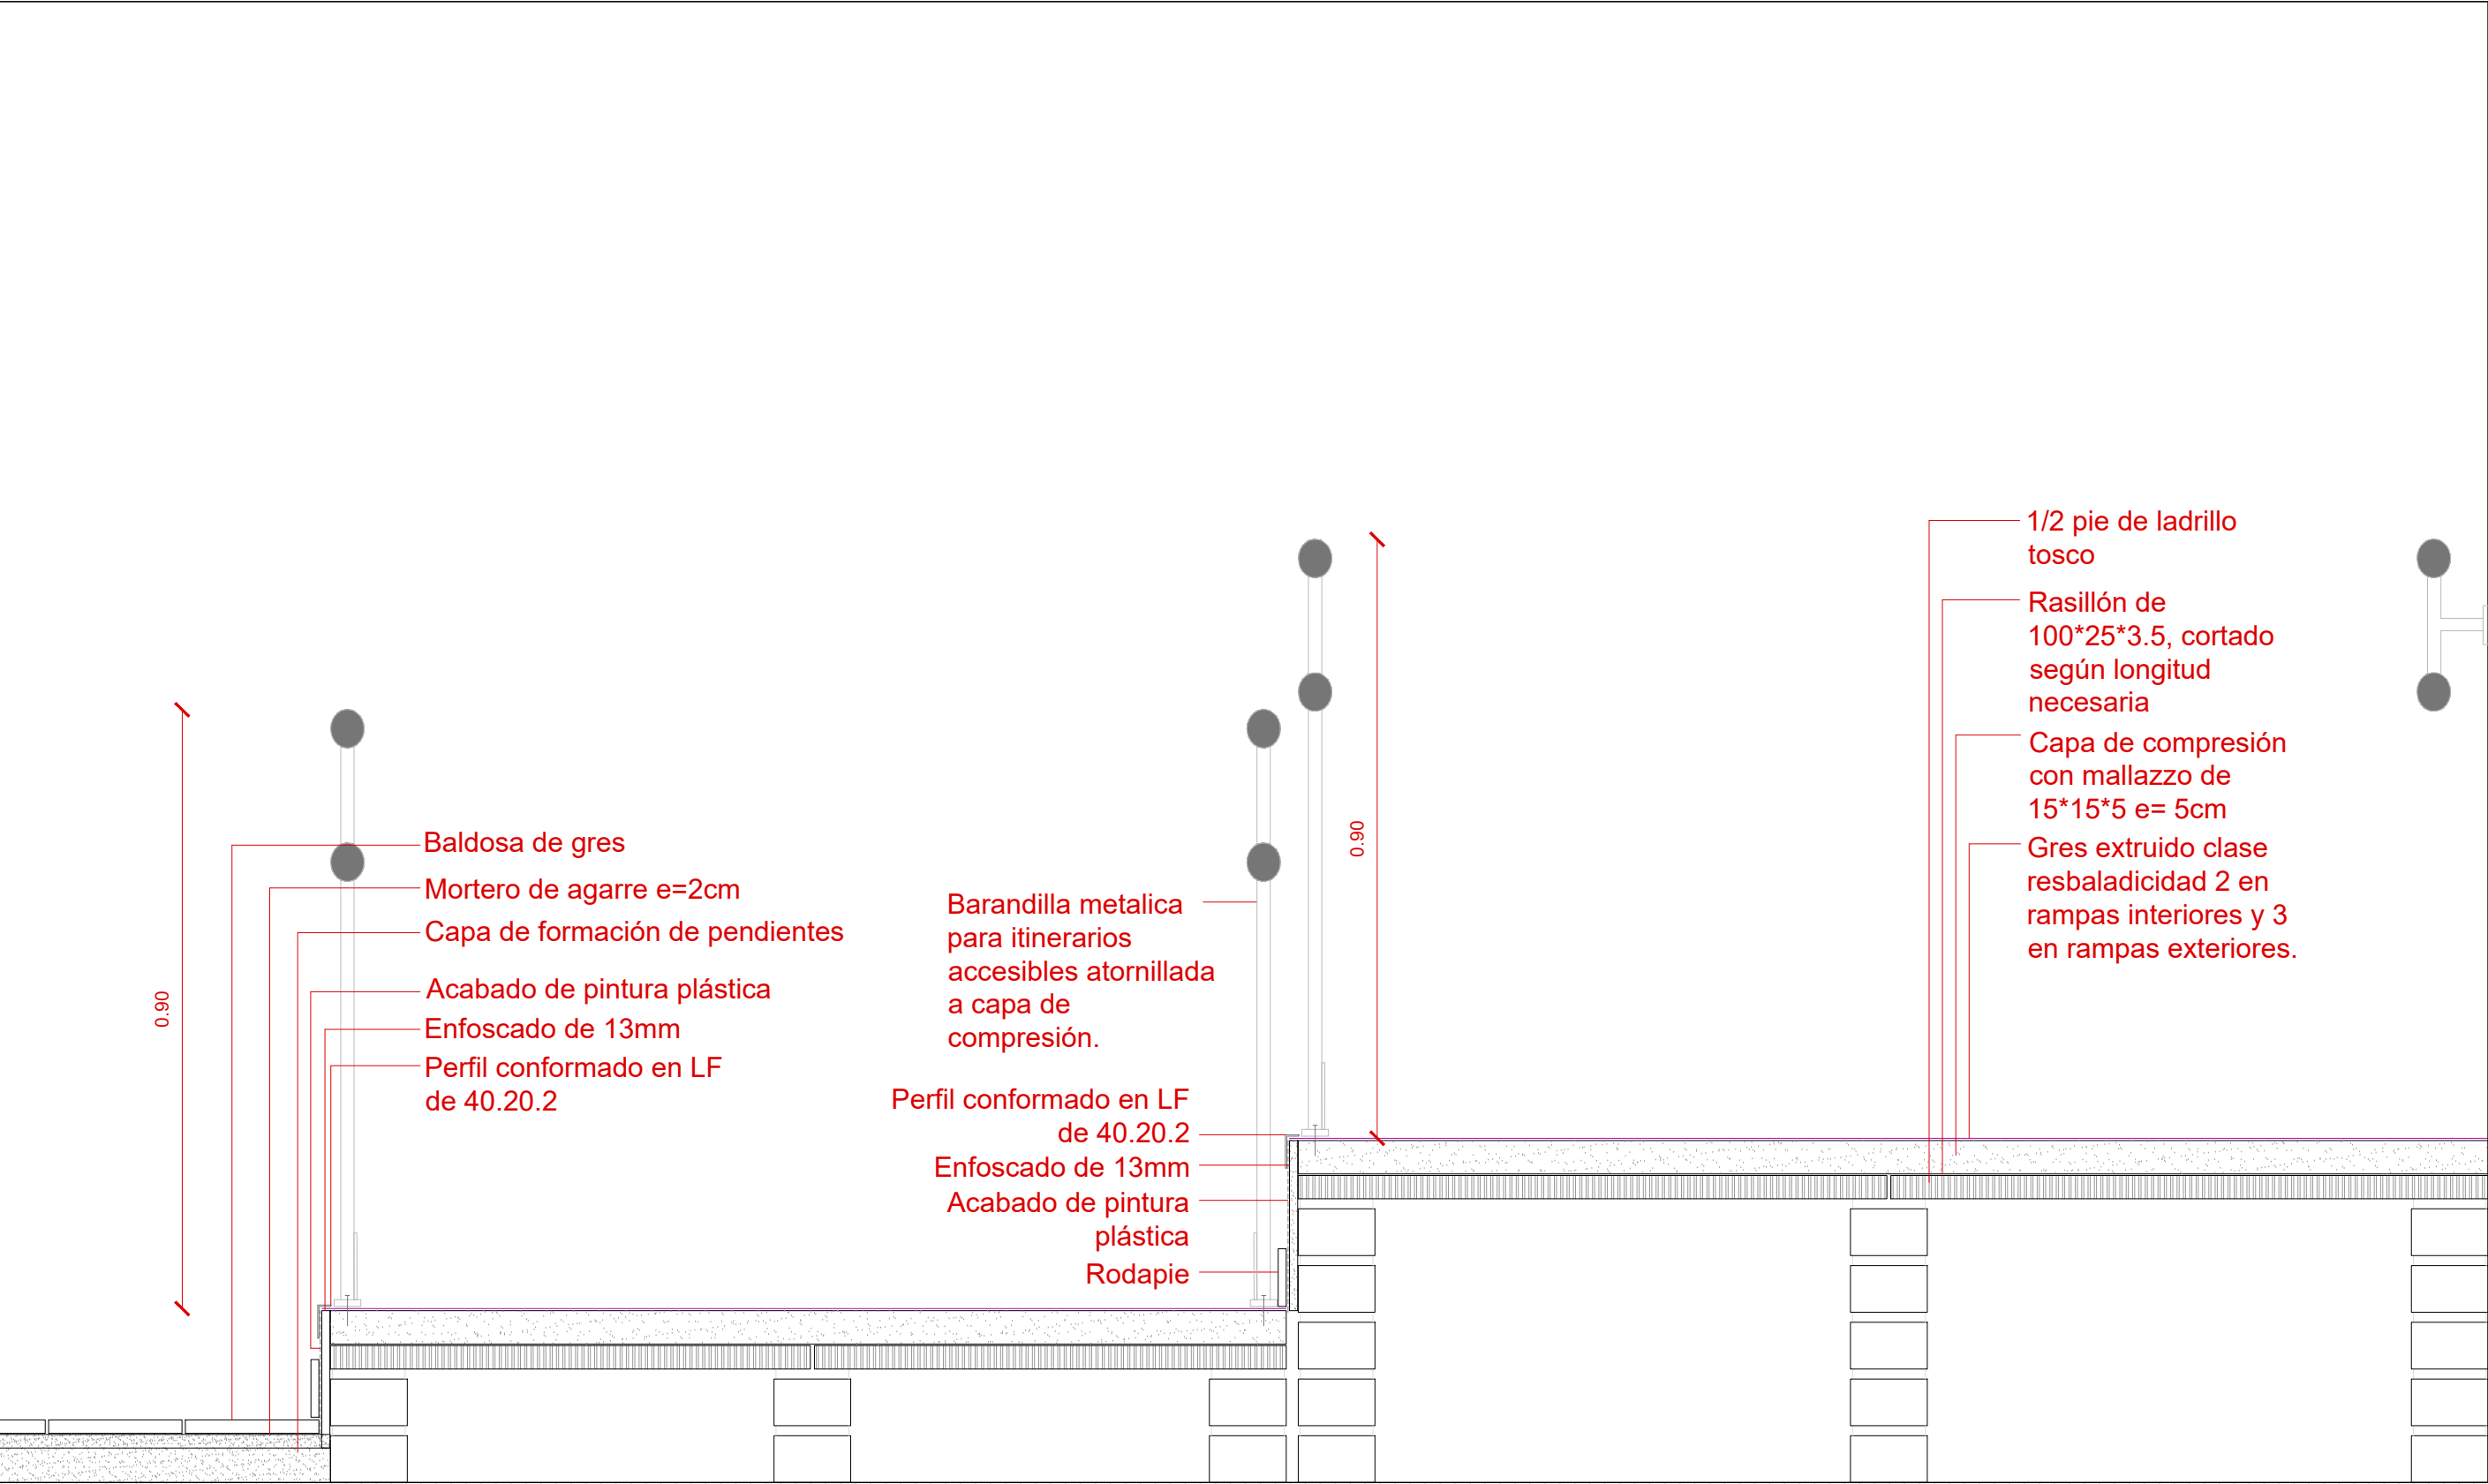 1/2 pie de ladrillo
tosco
Rasillón de
100*25*3.5, cortado
según longitud
necesaria
Capa de compresión
con mallazzo de
15*15*5 e= 5cm
Gres extruido clase
resbaladicidad 2 en
rampas interiores y 3
en rampas exteriores.
0.90
Baldosa de gres
Mortero de agarre e=2cm
Capa de formación de pendientes
Acabado de pintura plástica
Enfoscado de 13mm
Perfil conformado en LF
de 40.20.2
0.90
Barandilla metalica
para itinerarios
accesibles atornillada
a capa de
compresión.
Perfil conformado en LF
de 40.20.2
Enfoscado de 13mm
Acabado de pintura
plástica
Rodapie